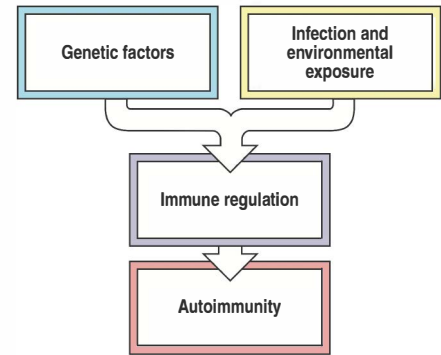 Genetic factors
Infection and
environmental
exposure
Immune regulation
Autoimmunity